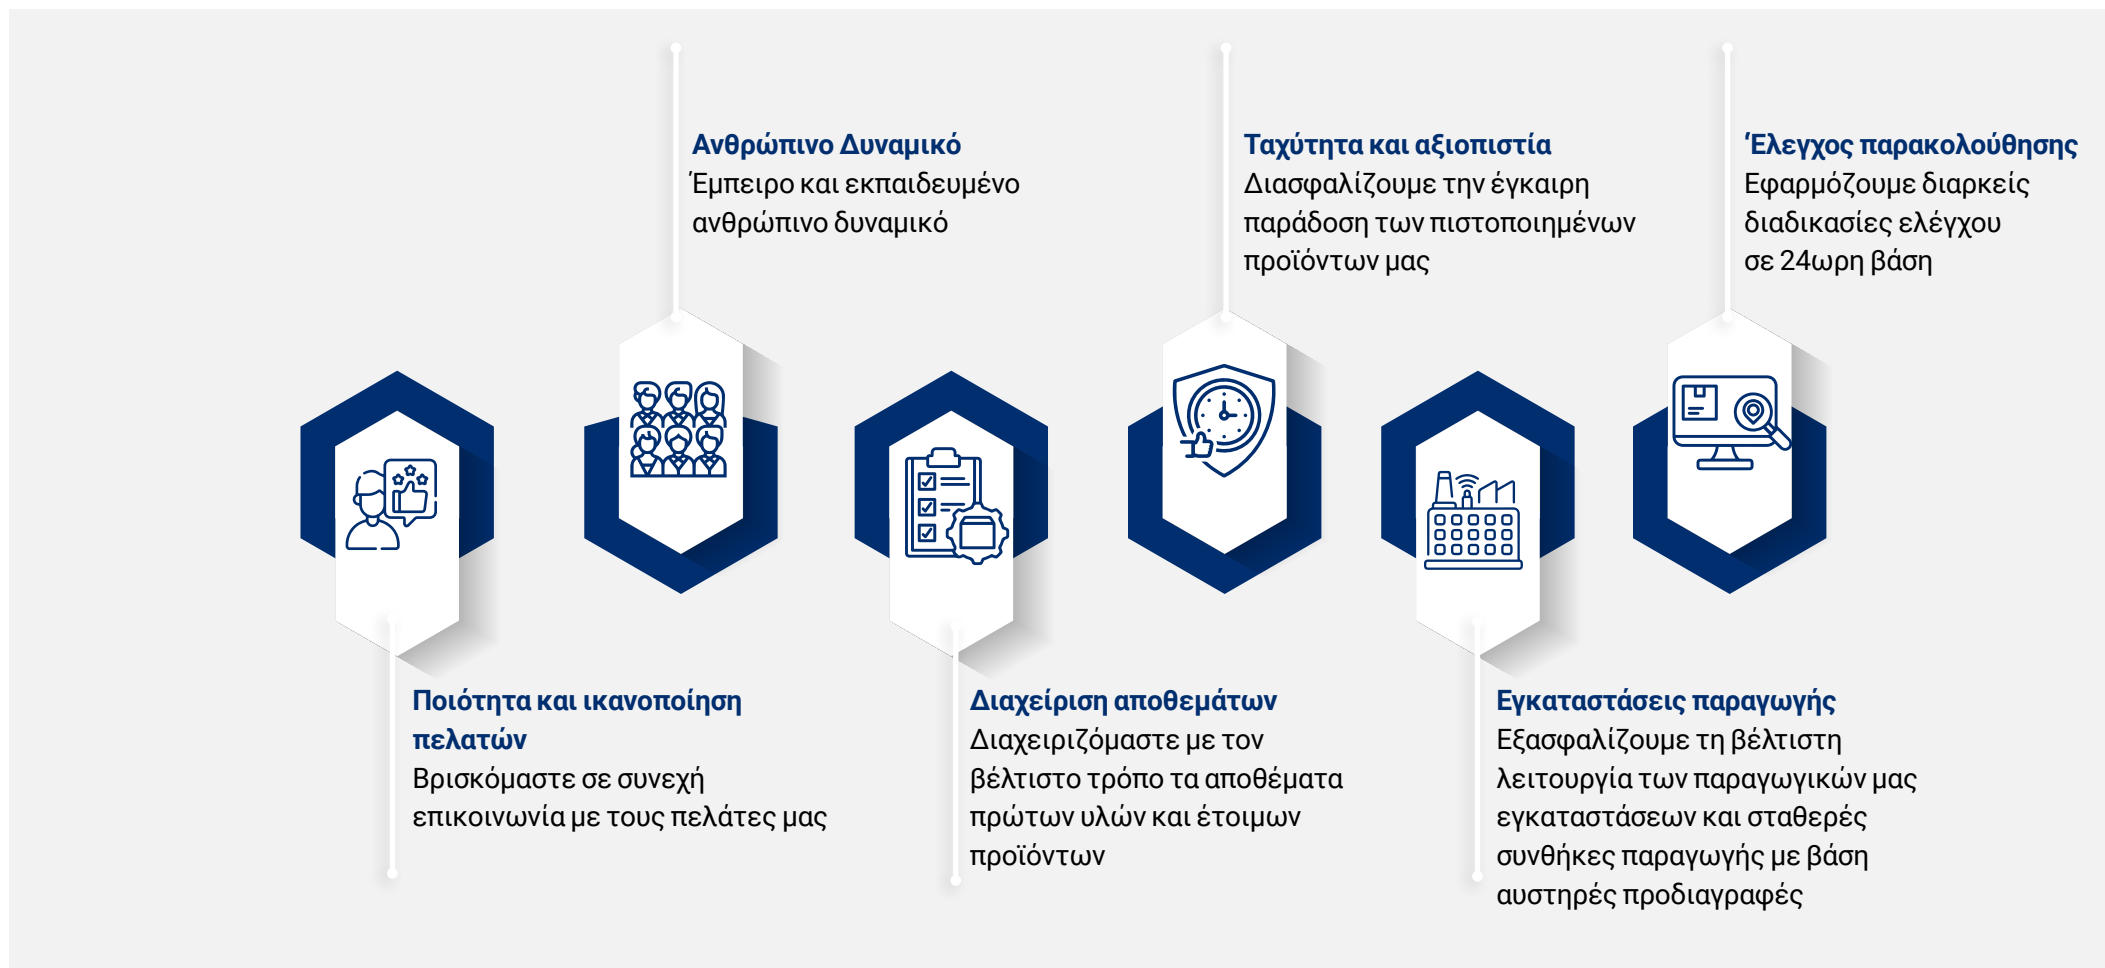 Ανθρώπινο Δυναμικό
Έμπειρο και εκπαιδευμένο
ανθρώπινο δυναμικό
Ταχύτητα και αξιοπιστία
Διασφαλίζουμε την έγκαιρη
παράδοση των πιστοποιημένων
προϊόντων μας
Έλεγχος παρακολούθησης
Εφαρμόζουμε διαρκείς
διαδικασίες ελέγχου
σε 24ωρη βάση
Ποιότητα και ικανοποίηση
πελατών
Βρισκόμαστε σε συνεχή
επικοινωνία με τους πελάτες μας
Διαχείριση αποθεμάτων
Διαχειριζόμαστε με τον
βέλτιστο τρόπο τα αποθέματα
πρώτων υλών και έτοιμων
προϊόντων
Εγκαταστάσεις παραγωγής
Εξασφαλίζουμε τη βέλτιστη
λειτουργία των παραγωγικών μας
εγκαταστάσεων και σταθερές
συνθήκες παραγωγής με βάση
αυστηρές προδιαγραφές